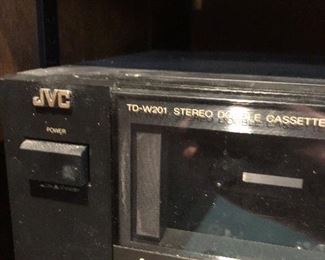 JVC
TD-W201 STEREO DOUBLE CASSETTE
POWER